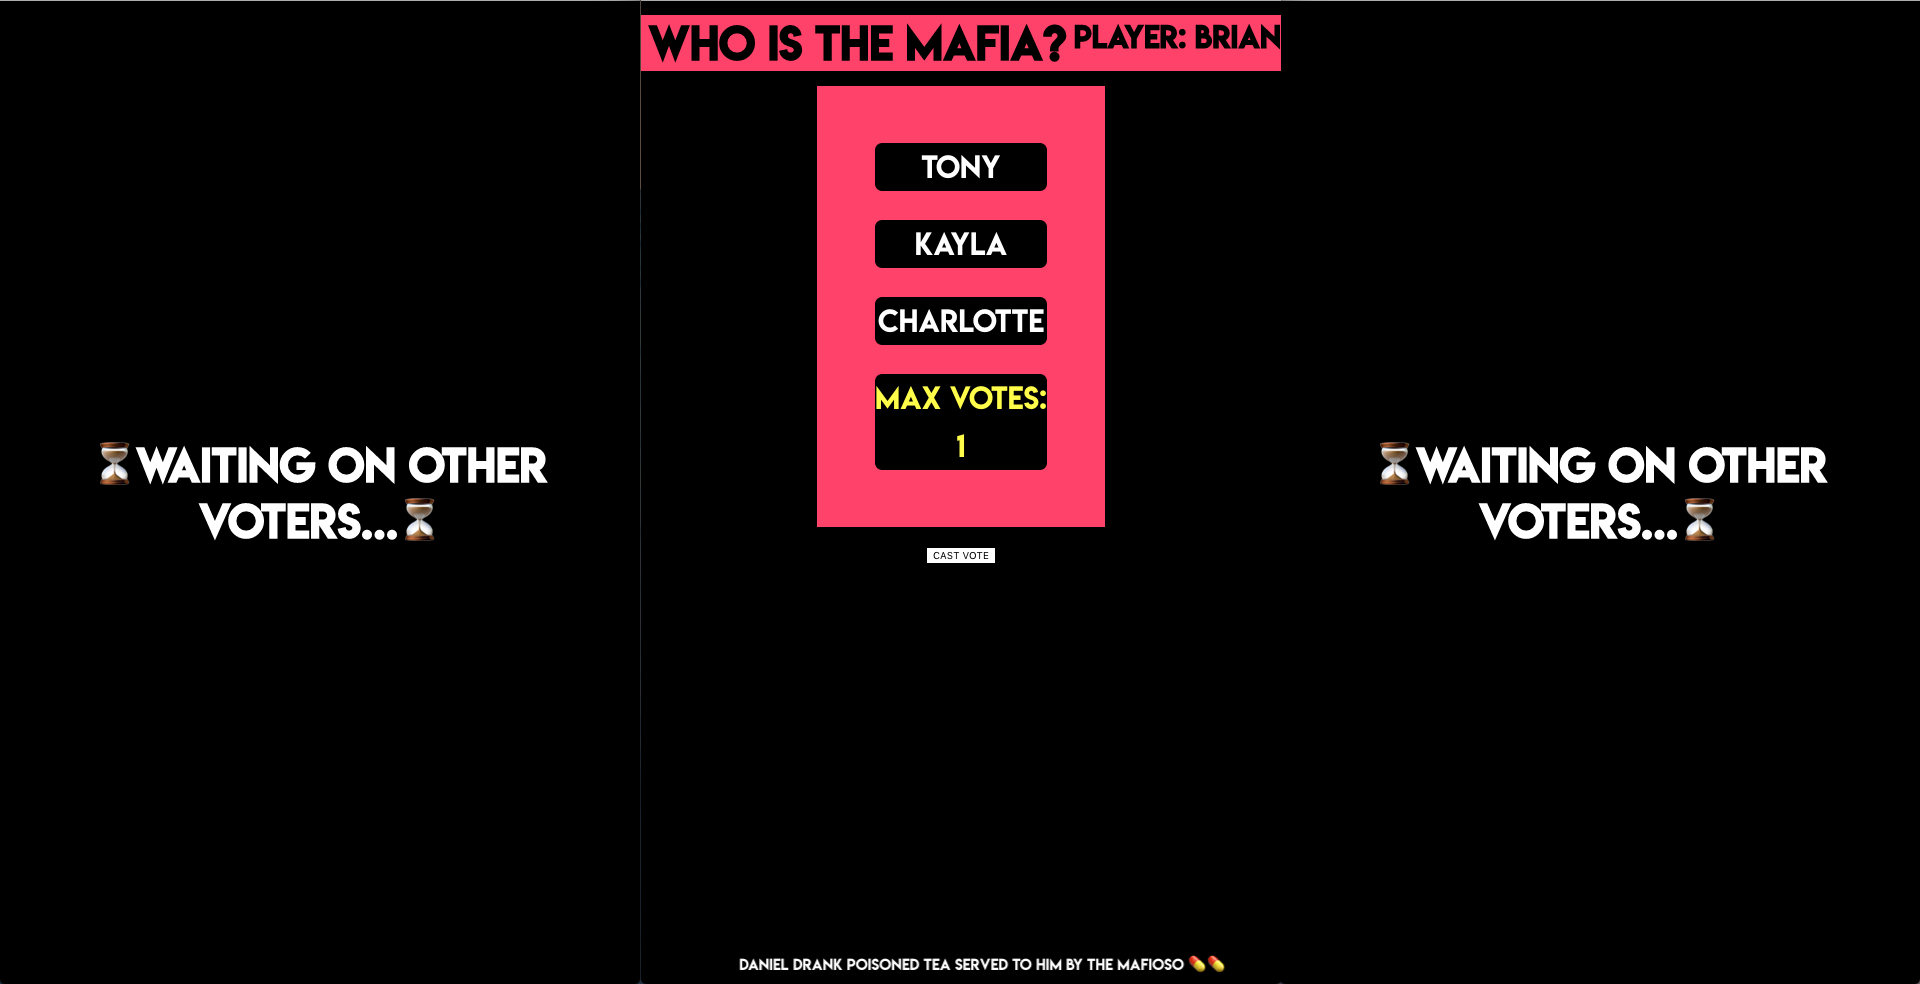 ⏳WAITING ON OTHER
VOTERS...⏳
WHO IS THE MAFIA? PLAYER: BRIAN
TONY
KAYLA
CHARLOTTE
MAX VOTES:
1
CAST VOTE
DANIEL DRANK POISONED TEA SERVED TO HIM BY THE MAFIOSO 💊💊
⏳WAITING ON OTHER
VOTERS...⏳